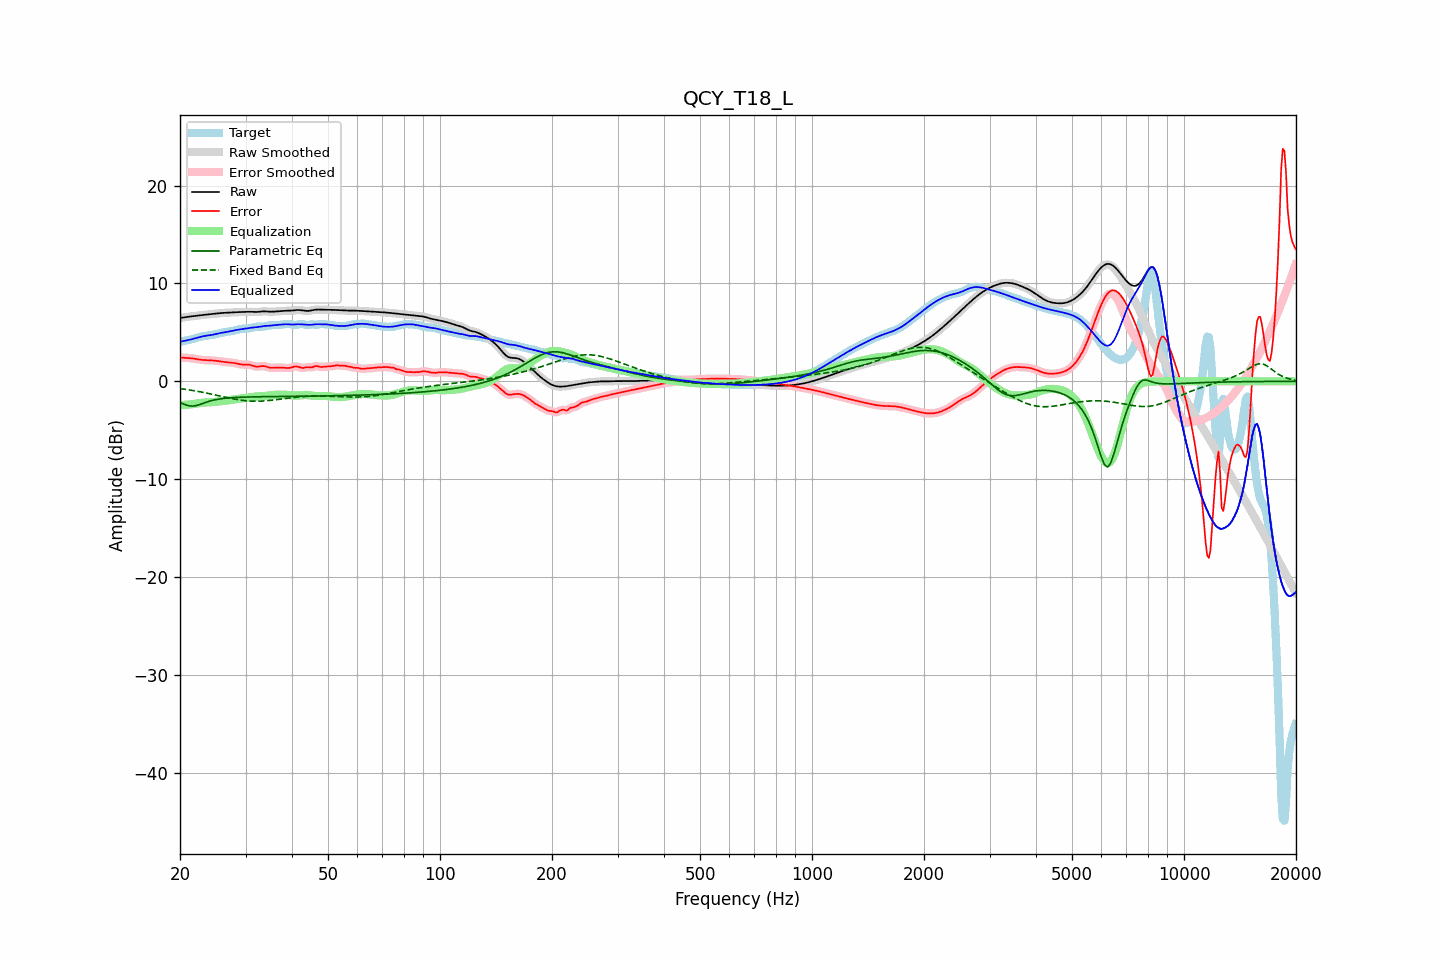 QCY_T18_L
Target
Raw Smoothed
Error Smoothed
Raw
Error
Equalization
Parametric Eq
Fixed Band Eq
Equalized
20
10
0
−10
−20
−30
−40
Amplitude (dBr)
20 50 100 200 500 1000 2000 5000 10000 20000
Frequency (Hz)